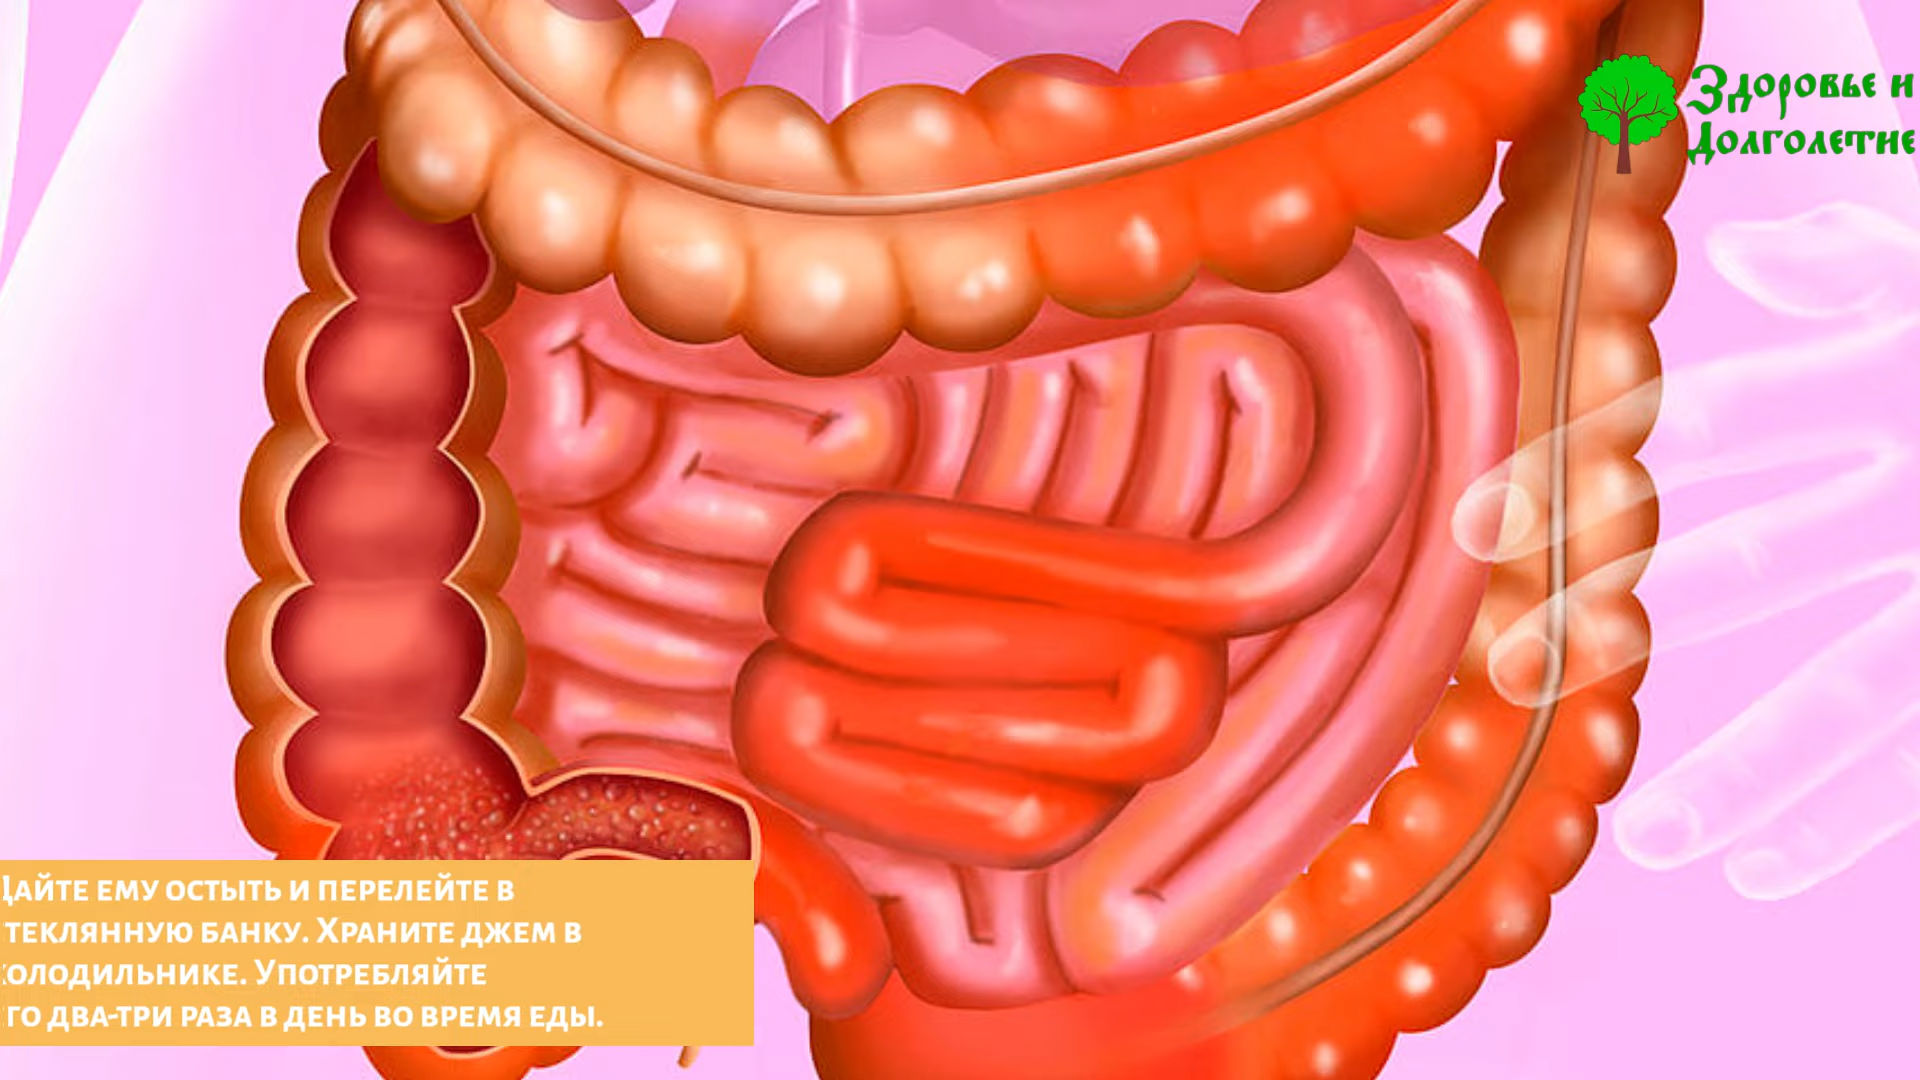 Здоровье и
Долголетие
ДАЙТЕ ЕМУ ОСТЫТЬ И ПЕРЕЛЕЙТЕ В
ТЕКЛЯННУЮ БАНКУ. ХРАНИТЕ ДЖЕМ В
ОЛОДИЛЬНИКЕ. УПОТРЕБЛЯЙТЕ
ГО ДВА-ТРИ РАЗА В ДЕНЬ ВО ВРЕМЯ ЕДЫ.